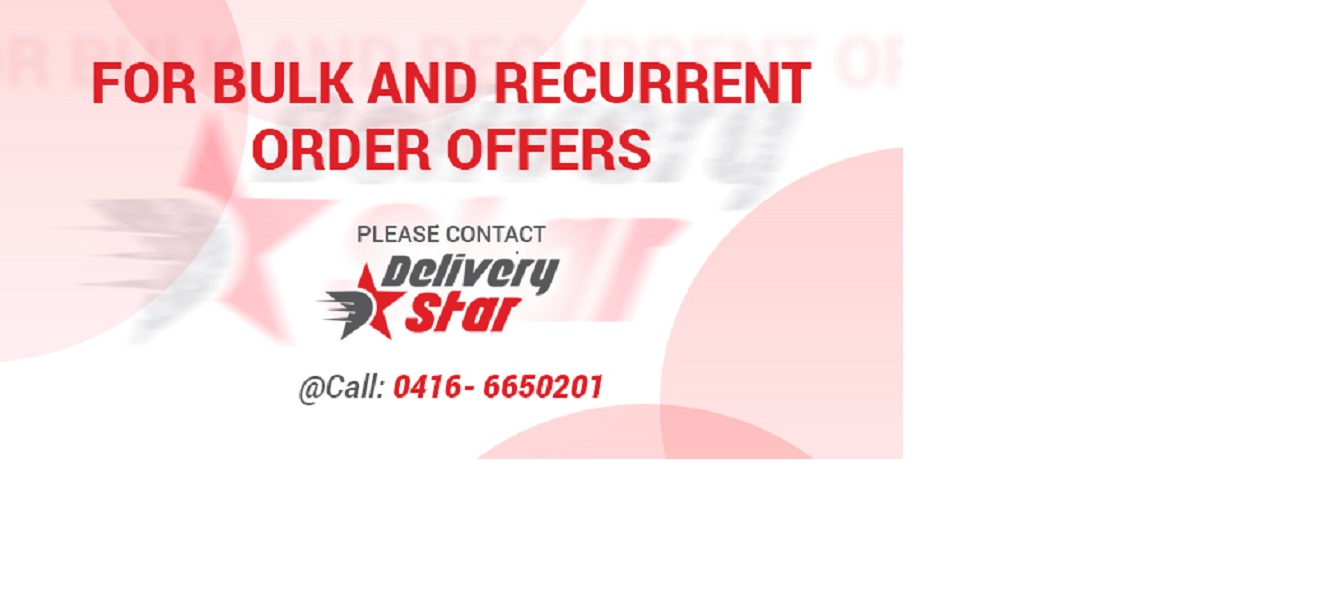 FOR BULK AND RECURRENT
ORDER OFFERS
PLEASE CONTACT
Delivery
Star
@Call: 0416- 6650201